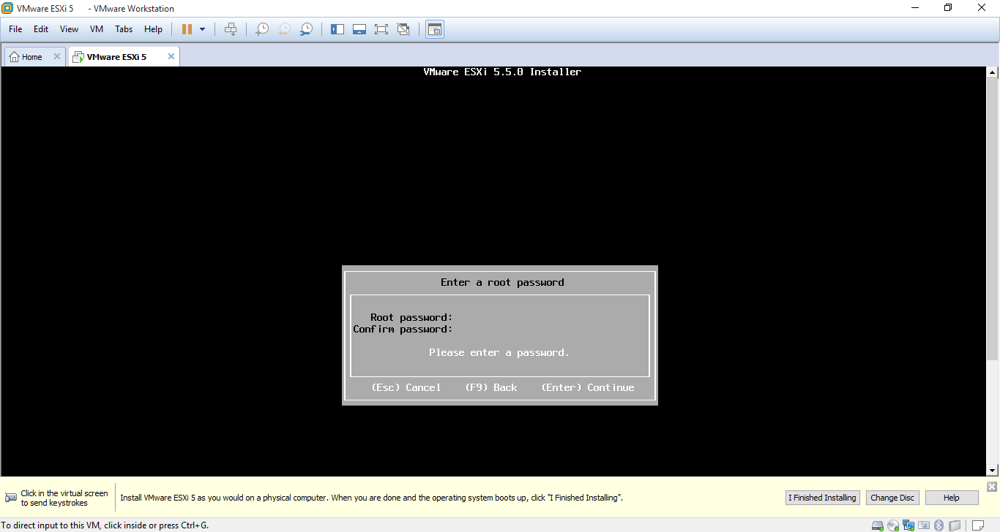 VMware ESXi 5 - VMware Workstation
File Edit View VM Tabs Help
Home VMware ESXi 5
VMware ESXi 5.5.0 Installer
Enter a root password
Root password:
Confirm password:
Please enter a password.
(Esc) Cancel (F9) Back (Enter) Continue
Click in the virtual screen
to send keystrokes
Install VMware ESXi 5 as you would on a physical computer. When you are done and the operating system boots up, click "I Finished Installing".
I Finished Installing Change Disc Help
To direct input to this VM, click inside or press Ctrl+G.